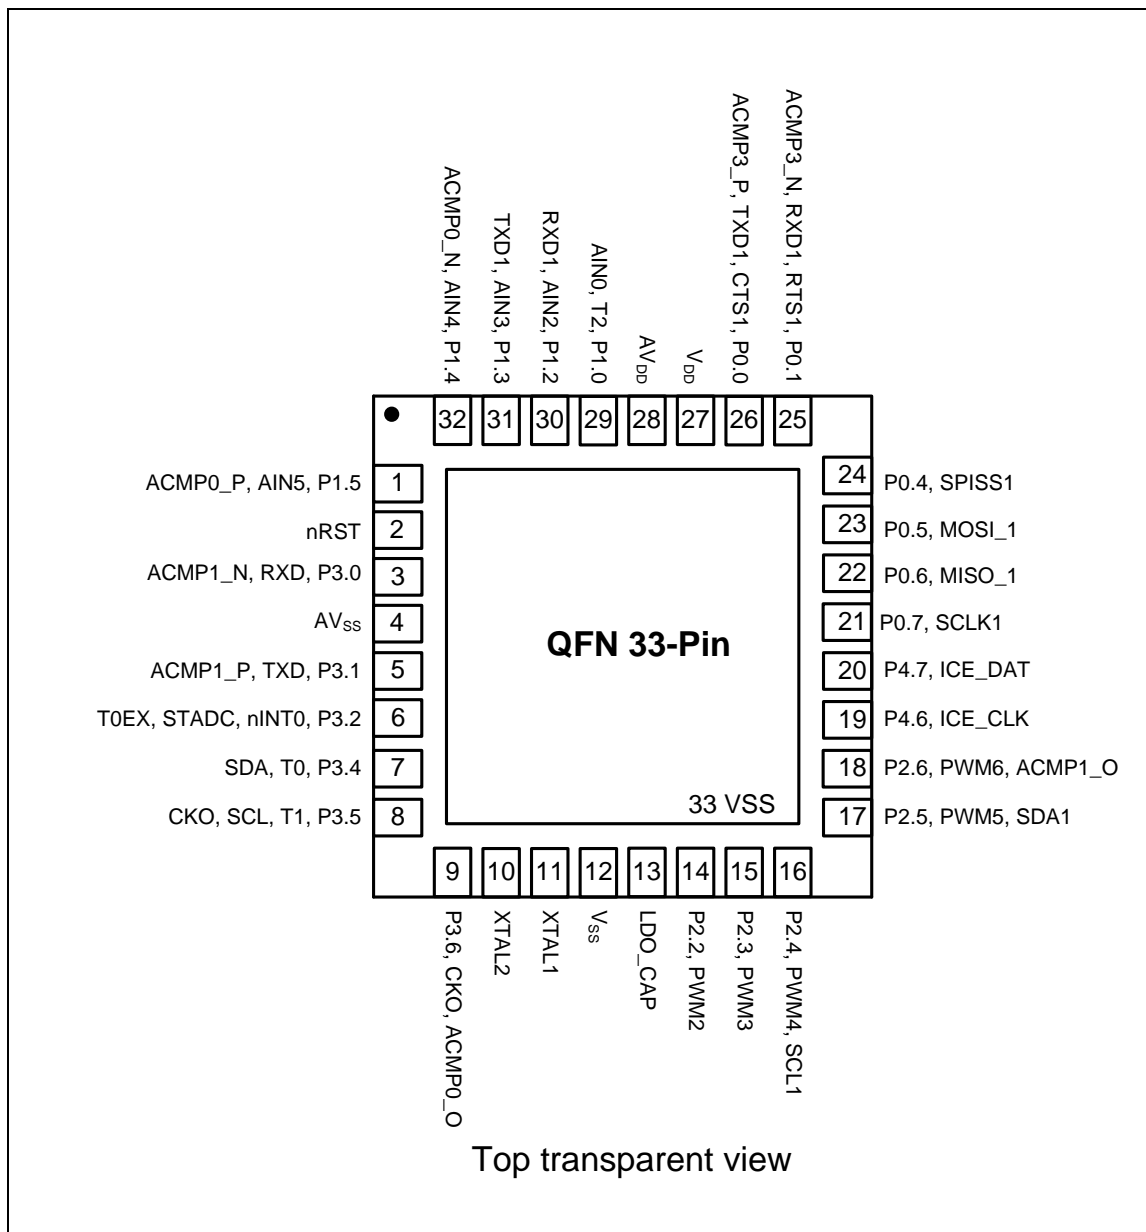 ACMP0_N, AIN4, P1.4
TXD1, AIN3, P1.3
RXD1, AIN2, P1.2
AIN0, T2, P1.0
AVDD
VDD
ACMP3_P, TXD1, CTS1, P0.0
ACMP3_N, RXD1, RTS1, P0.1
32
31
30
29
28
27
26
25
ACMP0_P, AIN5, P1.5
1
nRST
2
ACMP1_N, RXD, P3.0
3
AVSS
4
ACMP1_P, TXD, P3.1
5
T0EX, STADC, nINT0, P3.2
6
SDA, T0, P3.4
7
CKO, SCL, T1, P3.5
8
QFN 33-Pin
33 VSS
24
P0.4, SPISS1
23
P0.5, MOSI_1
22
P0.6, MISO_1
21
P0.7, SCLK1
20
P4.7, ICE_DAT
19
P4.6, ICE_CLK
18
P2.6, PWM6, ACMP1_O
17
P2.5, PWM5, SDA1
9
10
11
12
13
14
15
16
P3.6, CKO, ACMP0_O
XTAL2
XTAL1
VSS
LDO_CAP
P2.2, PWM2
P2.3, PWM3
P2.4, PWM4, SCL1
Top transparent view